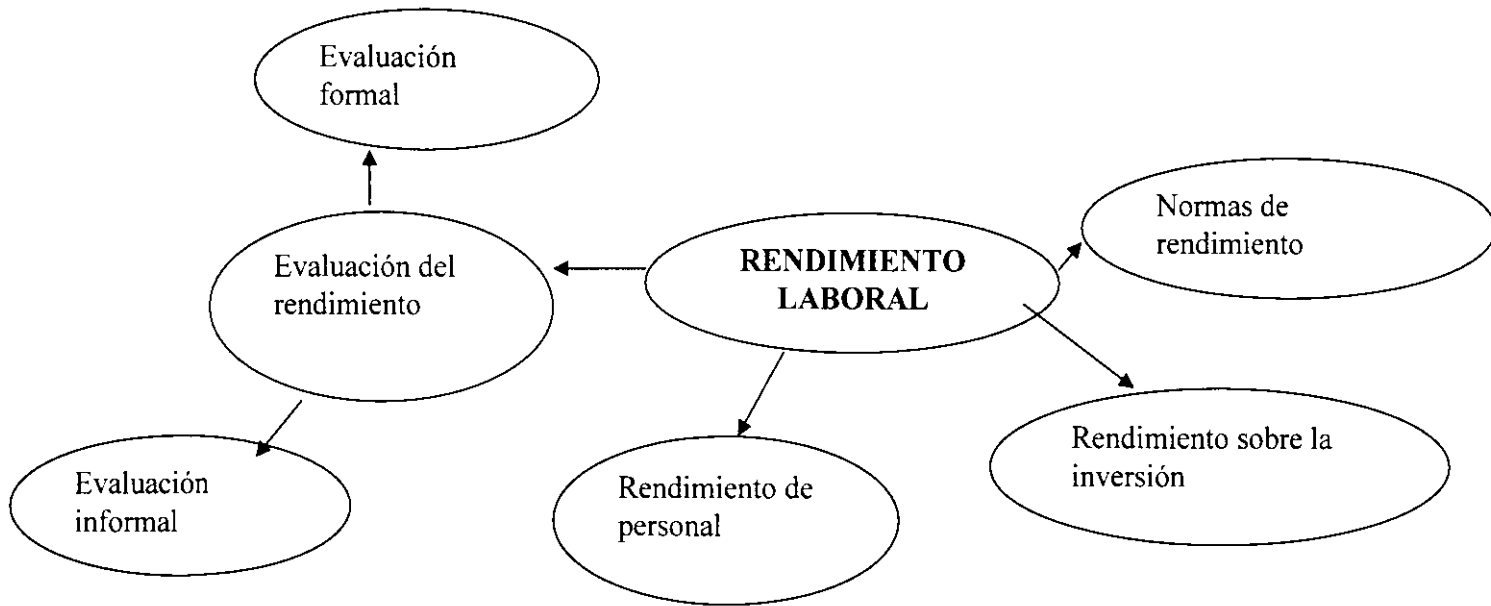 Evaluación
formal
Normas de
rendimiento
Evaluación del
rendimiento
RENDIMIENTO
LABORAL
Rendimiento sobre la
inversión
Evaluación
informal
Rendimiento de
personal